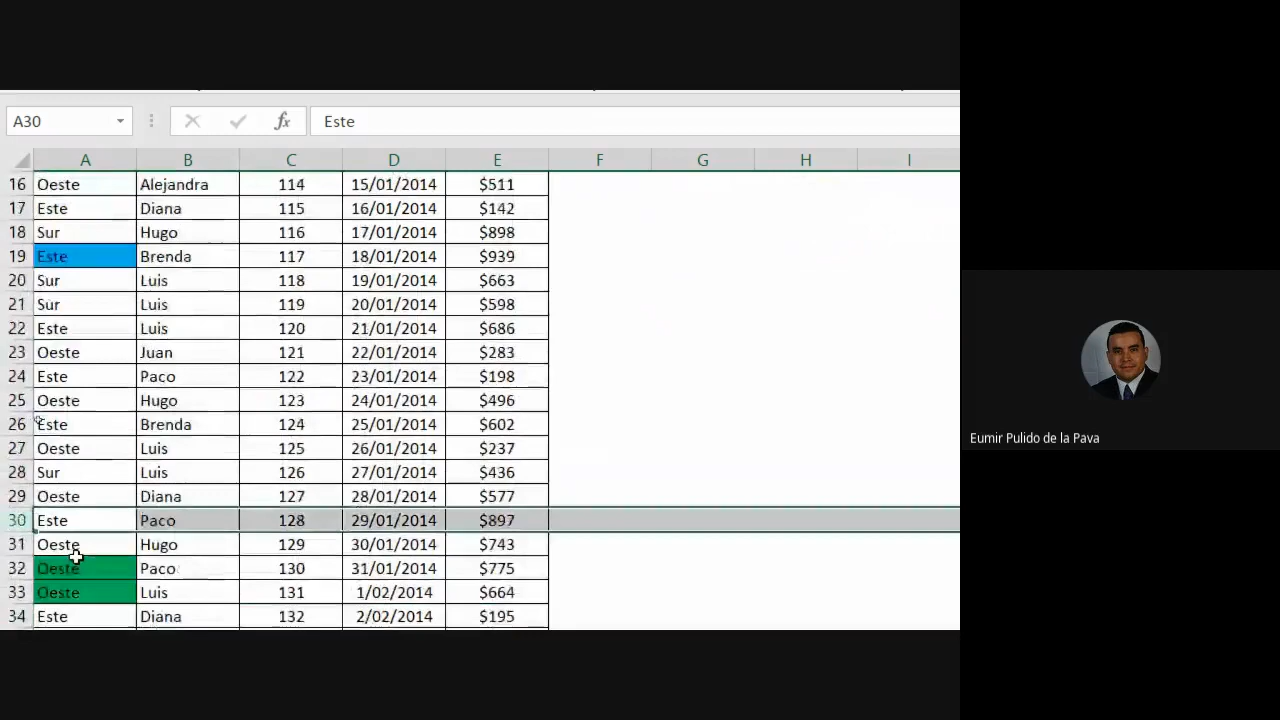 A30 fx Este
A B C D E F G H I
16 Oeste Alejandra 114 15/01/2014 $511
17 Este Diana 115 16/01/2014 $142
18 Sur Hugo 116 17/01/2014 $898
19 Este Brenda 117 18/01/2014 $939
20 Sur Luis 118 19/01/2014 $663
21 Sur Luis 119 20/01/2014 $598
22 Este Luis 120 21/01/2014 $686
23 Oeste Juan 121 22/01/2014 $283
24 Este Paco 122 23/01/2014 $198
25 Oeste Hugo 123 24/01/2014 $496
26 Este Brenda 124 25/01/2014 $602
27 Oeste Luis 125 26/01/2014 $237
28 Sur Luis 126 27/01/2014 $436
29 Oeste Diana 127 28/01/2014 $577
30 Este Paco 128 29/01/2014 $897
31 Oeste Hugo 129 30/01/2014 $743
32 Oeste Paco 130 31/01/2014 $775
33 Oeste Luis 131 1/02/2014 $664
34 Este Diana 132 2/02/2014 $195
Eumir Pulido de la Pava